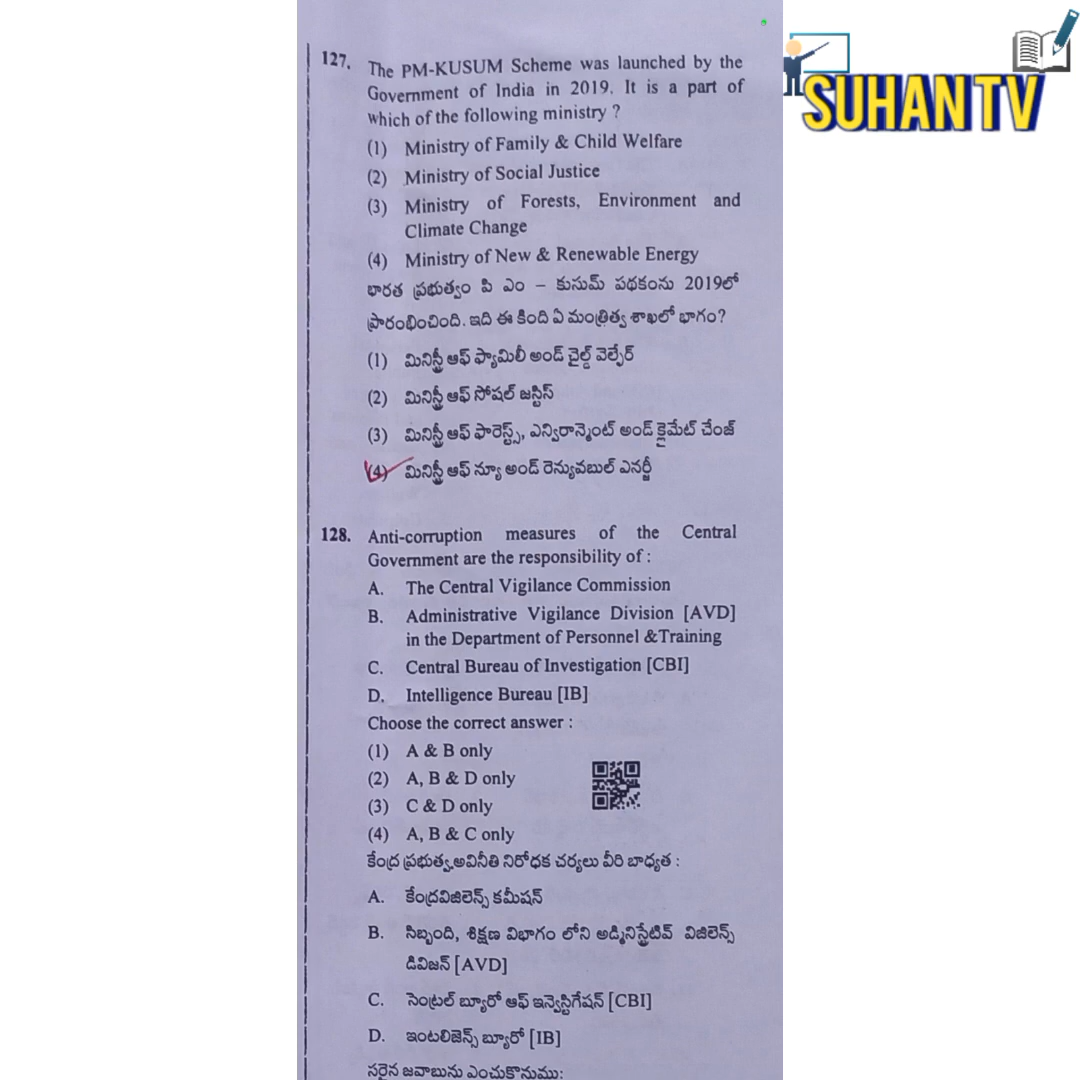 SUHAN TV
127. The PM-KUSUM Scheme was launched by the
Government of India in 2019. It is a part of
which of the following ministry ?
(1) Ministry of Family & Child Welfare
(2) Ministry of Social Justice
(3) Ministry of Forests, Environment and
Climate Change
(4) Ministry of New & Renewable Energy
భారత ప్రభుత్వం పి ఎం – కుసుమ్ పథకంను 2019లో
ప్రారంభించింది. ఇది ఈ కింది ఏ మంత్రిత్వ శాఖలో భాగం?
(1) మినిస్ట్రీ ఆఫ్ ఫ్యామిలీ అండ్ చైల్డ్ వెల్ఫేర్
(2) మినిస్ట్రీ ఆఫ్ సోషల్ జస్టిస్
(3) మినిస్ట్రీ ఆఫ్ ఫారెస్ట్స్, ఎన్విరాన్మెంట్ అండ్ క్లైమేట్ చేంజ్
(4) మినిస్ట్రీ ఆఫ్ న్యూ అండ్ రెన్యువబుల్ ఎనర్జీ
128. Anti-corruption measures of the Central
Government are the responsibility of :
A. The Central Vigilance Commission
B. Administrative Vigilance Division [AVD]
in the Department of Personnel &Training
C. Central Bureau of Investigation [CBI]
D. Intelligence Bureau [IB]
Choose the correct answer :
(1) A & B only
(2) A, B & D only
(3) C & D only
(4) A, B & C only
కేంద్ర ప్రభుత్వ అవినీతి నిరోధక చర్యలు వీరి బాధ్యత :
A. కేంద్రవిజిలెన్స్ కమీషన్
B. సిబ్బంది, శిక్షణ విభాగం లోని అడ్మినిస్ట్రేటివ్ విజిలెన్స్
డివిజన్ [AVD]
C. సెంట్రల్ బ్యూరో ఆఫ్ ఇన్వెస్టిగేషన్ [CBI]
D. ఇంటలిజెన్స్ బ్యూరో [IB]
సరైన జవాబును ఎంచుకొనుము: